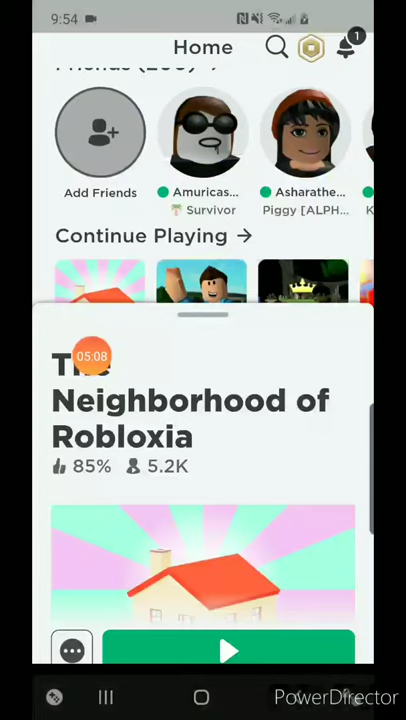 9:54
Home
1
Add Friends
Amuricas...
Asharathe...
🌴 Survivor
Piggy [ALPH...
Continue Playing →
05:08
The
Neighborhood of
Robloxia
85% 5.2K
PowerDirector